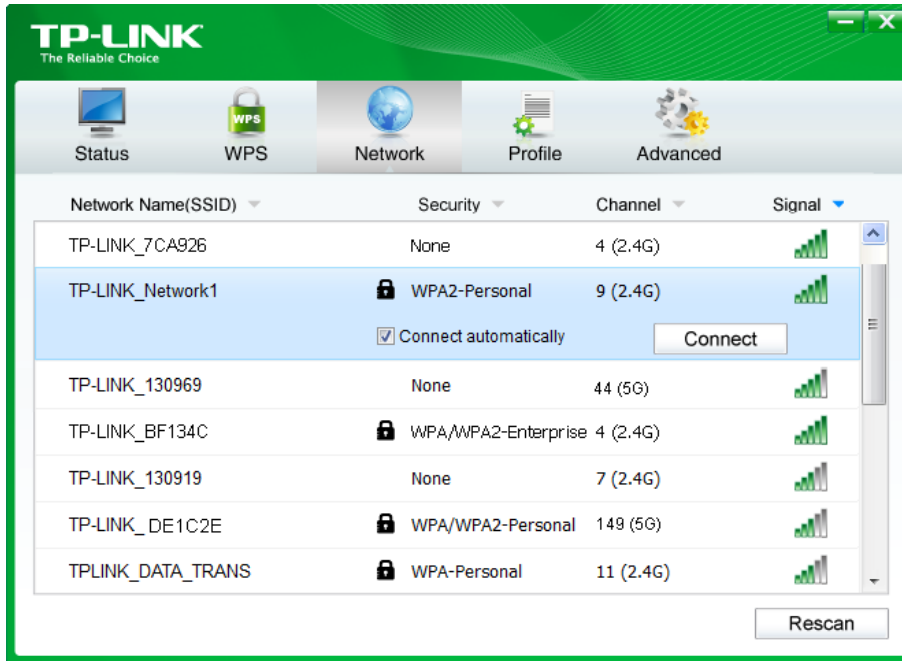 TP-LINK
The Reliable Choice
WPS
Status WPS Network Profile Advanced
Network Name(SSID) Security Channel Signal
TP-LINK_7CA926 None 4 (2.4G)
TP-LINK_Network1 WPA2-Personal 9 (2.4G)
Connect automatically Connect
TP-LINK_130969 None 44 (5G)
TP-LINK_BF134C WPA/WPA2-Enterprise 4 (2.4G)
TP-LINK_130919 None 7 (2.4G)
TP-LINK_ DE1C2E WPA/WPA2-Personal 149 (5G)
TPLINK_DATA_TRANS WPA-Personal 11 (2.4G)
Rescan